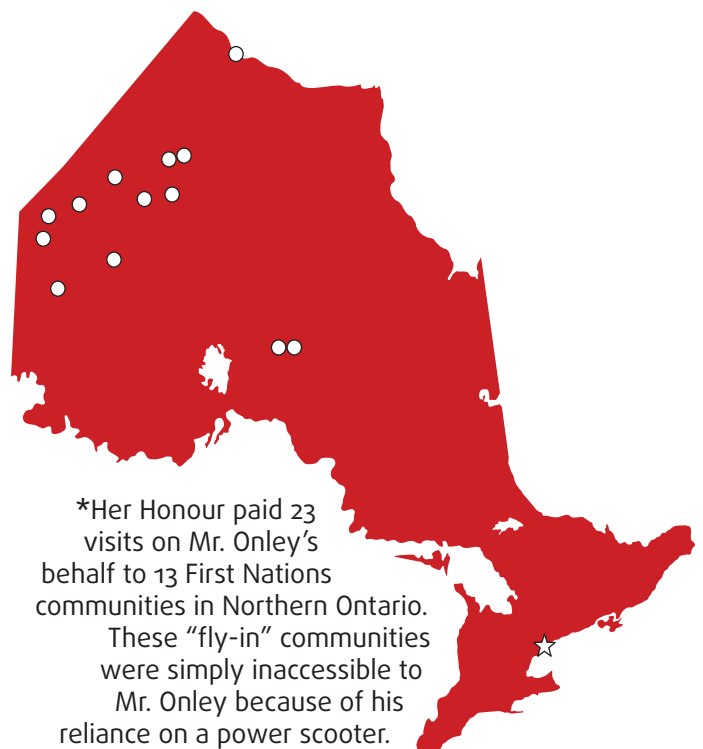 *Her Honour paid 23
visits on Mr. Onley’s
behalf to 13 First Nations
communities in Northern Ontario.
These “fly-in” communities
were simply inaccessible to
Mr. Onley because of his
reliance on a power scooter.